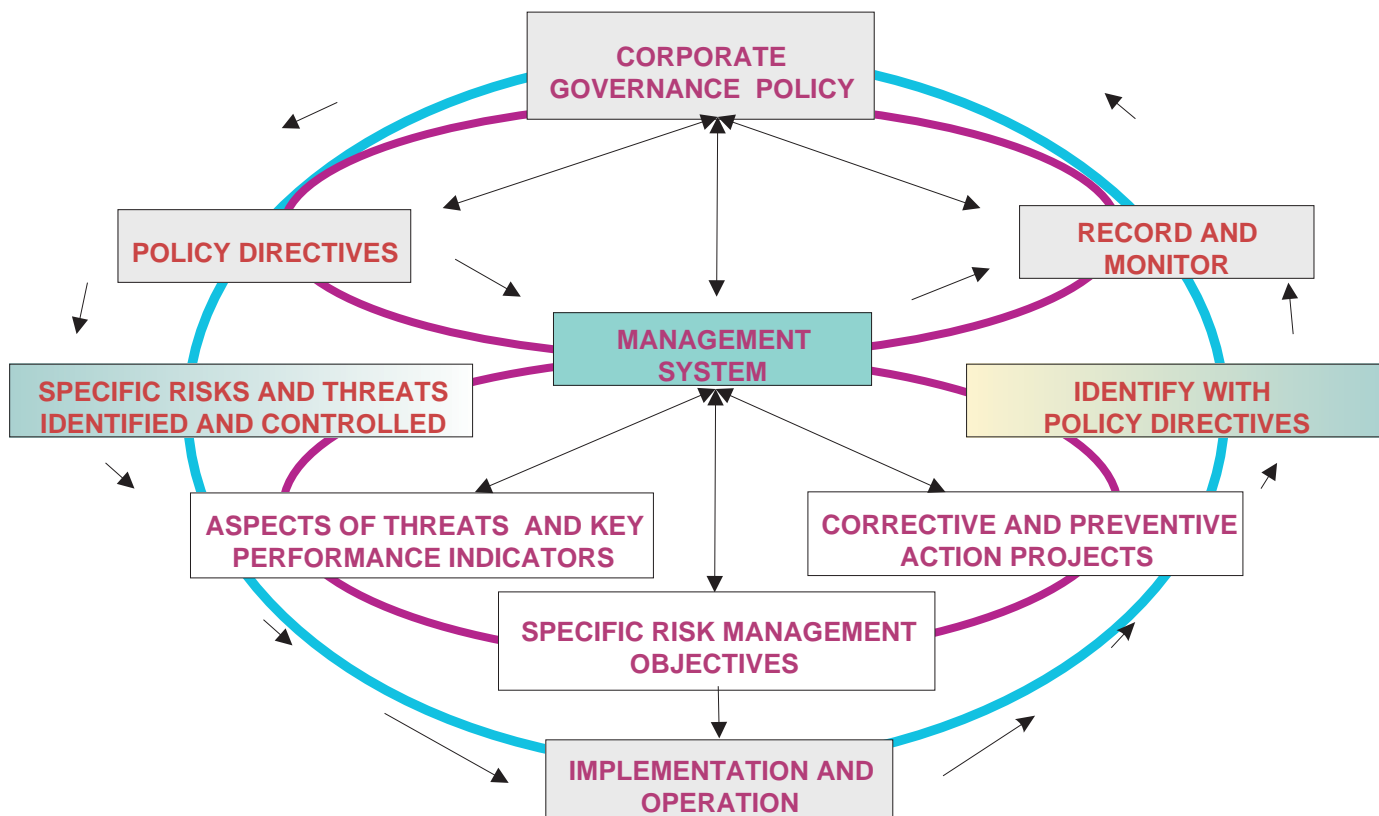 CORPORATE
GOVERNANCE POLICY
POLICY DIRECTIVES
RECORD AND
MONITOR
MANAGEMENT
SYSTEM
SPECIFIC RISKS AND THREATS
IDENTIFIED AND CONTROLLED
IDENTIFY WITH
POLICY DIRECTIVES
ASPECTS OF THREATS AND KEY
PERFORMANCE INDICATORS
CORRECTIVE AND PREVENTIVE
ACTION PROJECTS
SPECIFIC RISK MANAGEMENT
OBJECTIVES
IMPLEMENTATION AND
OPERATION